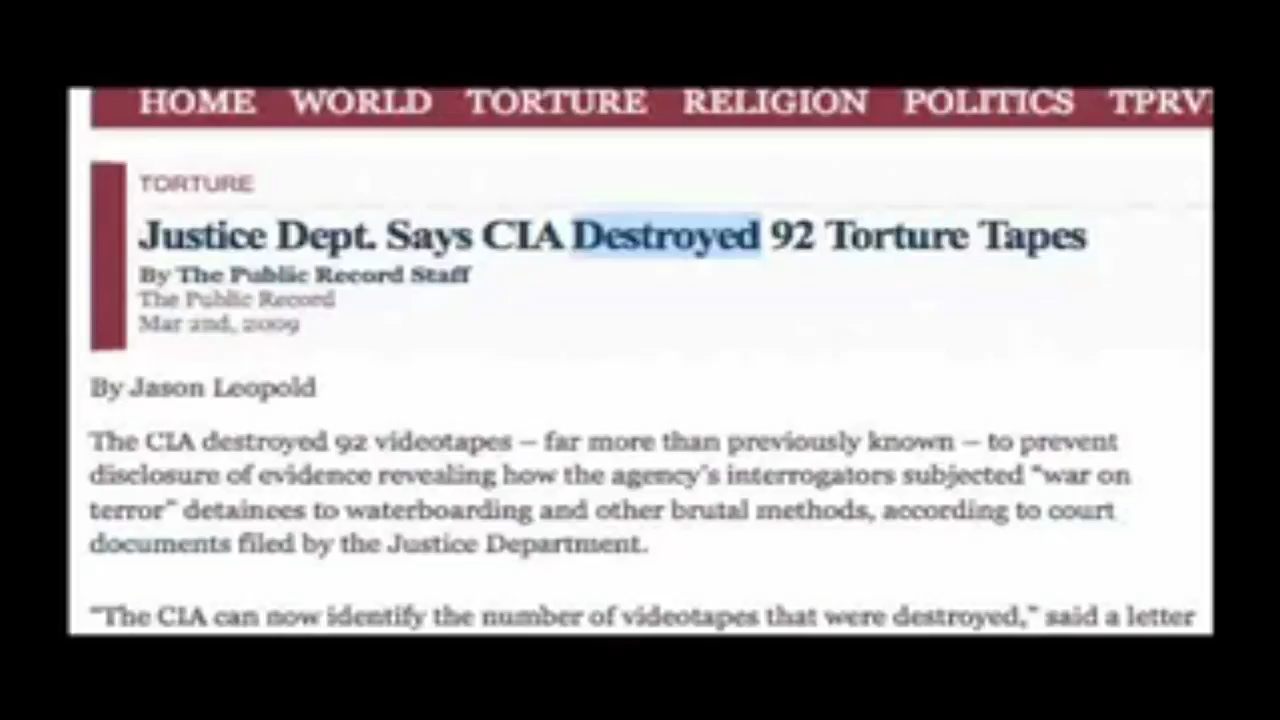 HOME WORLD TORTURE RELIGION POLITICS TPRV
TORTURE
Justice Dept. Says CIA Destroyed 92 Torture Tapes
By The Public Record Staff
The Public Record
Mar 2nd, 2009
By Jason Leopold
The CIA destroyed 92 videotapes – far more than previously known – to prevent
disclosure of evidence revealing how the agency's interrogators subjected “war on
terror” detainees to waterboarding and other brutal methods, according to court
documents filed by the Justice Department.
“The CIA can now identify the number of videotapes that were destroyed,” said a letter